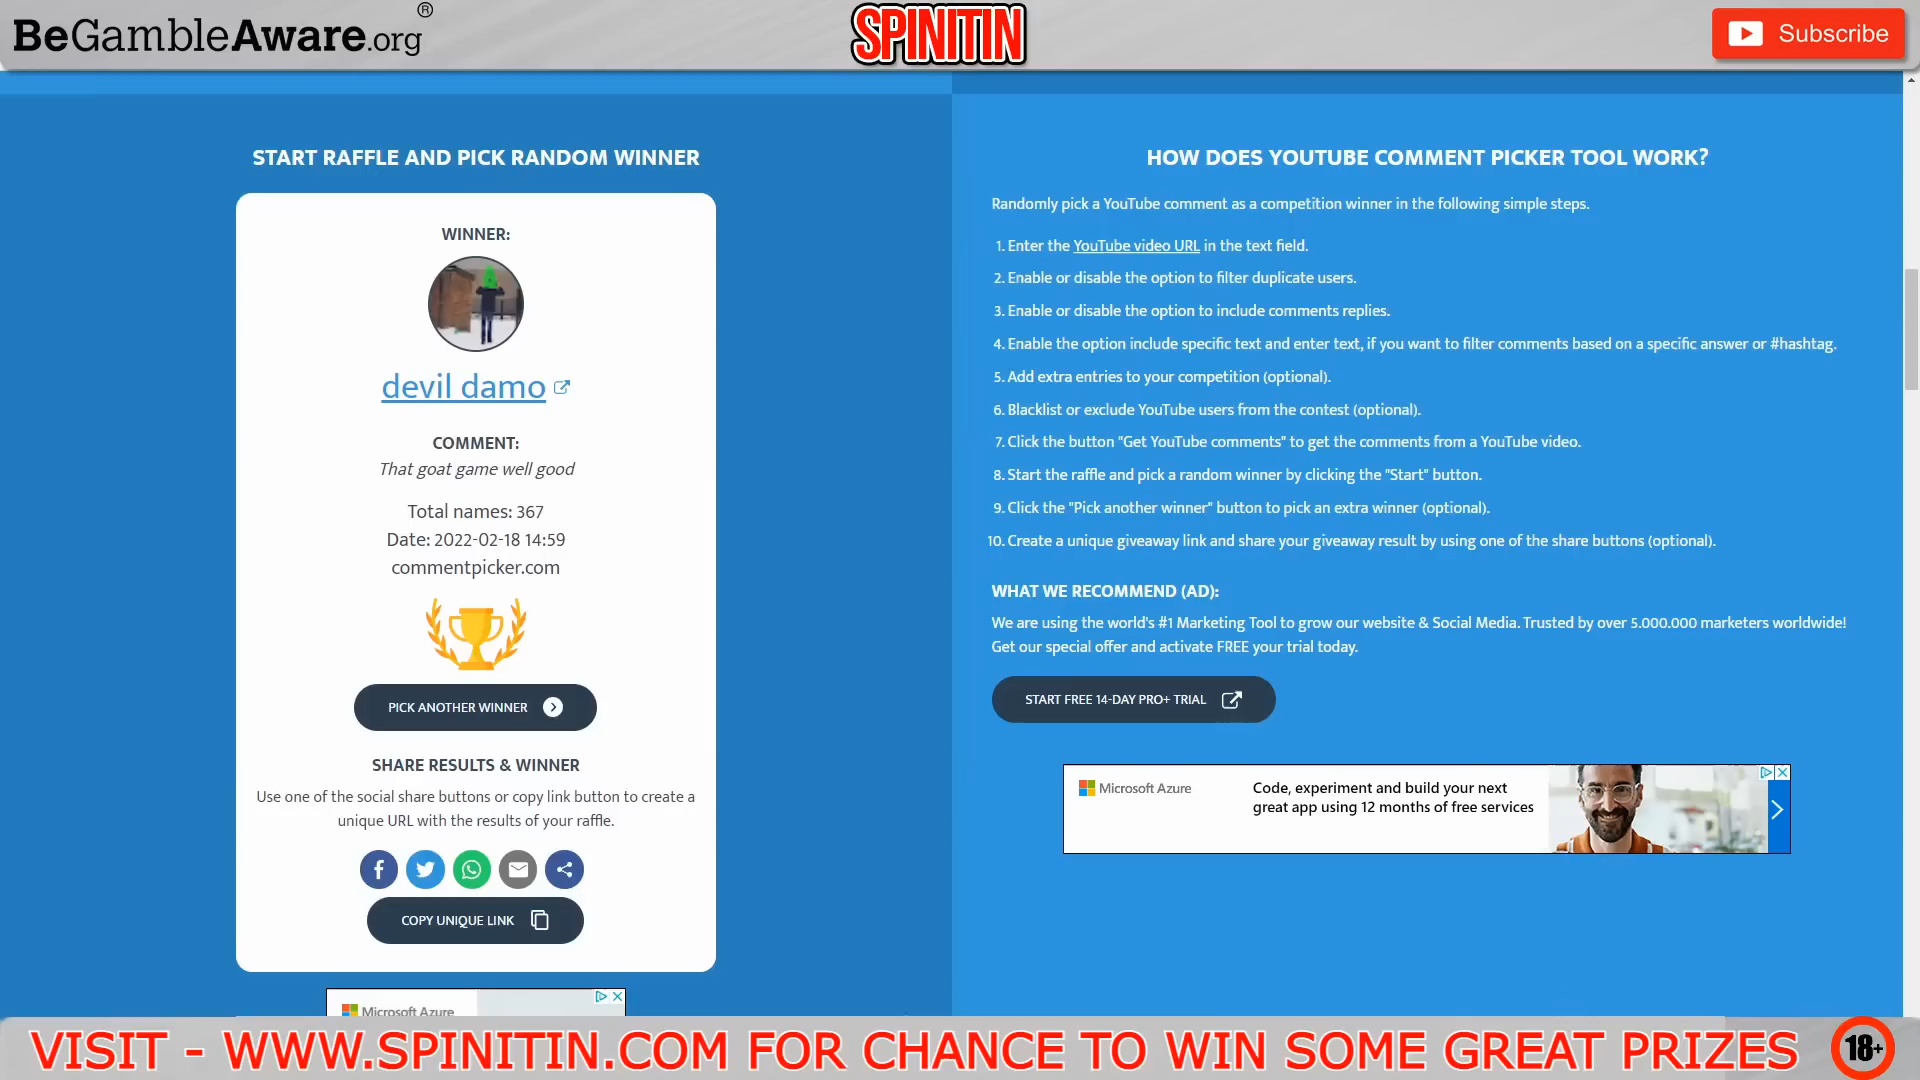 BeGambleAware.org®
SPINITIN
Subscribe
START RAFFLE AND PICK RANDOM WINNER
WINNER:
devil damo
COMMENT:
That goat game well good
Total names: 367
Date: 2022-02-18 14:59
commentpicker.com
PICK ANOTHER WINNER
SHARE RESULTS & WINNER
Use one of the social share buttons or copy link button to create a
unique URL with the results of your raffle.
COPY UNIQUE LINK
Microsoft Azure
HOW DOES YOUTUBE COMMENT PICKER TOOL WORK?
Randomly pick a YouTube comment as a competition winner in the following simple steps.
1. Enter the YouTube video URL in the text field.
2. Enable or disable the option to filter duplicate users.
3. Enable or disable the option to include comments replies.
4. Enable the option include specific text and enter text, if you want to filter comments based on a specific answer or #hashtag.
5. Add extra entries to your competition (optional).
6. Blacklist or exclude YouTube users from the contest (optional).
7. Click the button "Get YouTube comments" to get the comments from a YouTube video.
8. Start the raffle and pick a random winner by clicking the "Start" button.
9. Click the "Pick another winner" button to pick an extra winner (optional).
10. Create a unique giveaway link and share your giveaway result by using one of the share buttons (optional).
WHAT WE RECOMMEND (AD):
We are using the world's #1 Marketing Tool to grow our website & Social Media. Trusted by over 5.000.000 marketers worldwide!
Get our special offer and activate FREE your trial today.
START FREE 14-DAY PRO+ TRIAL
Microsoft Azure
Code, experiment and build your next
great app using 12 months of free services
VISIT - WWW.SPINITIN.COM FOR CHANCE TO WIN SOME GREAT PRIZES
18+